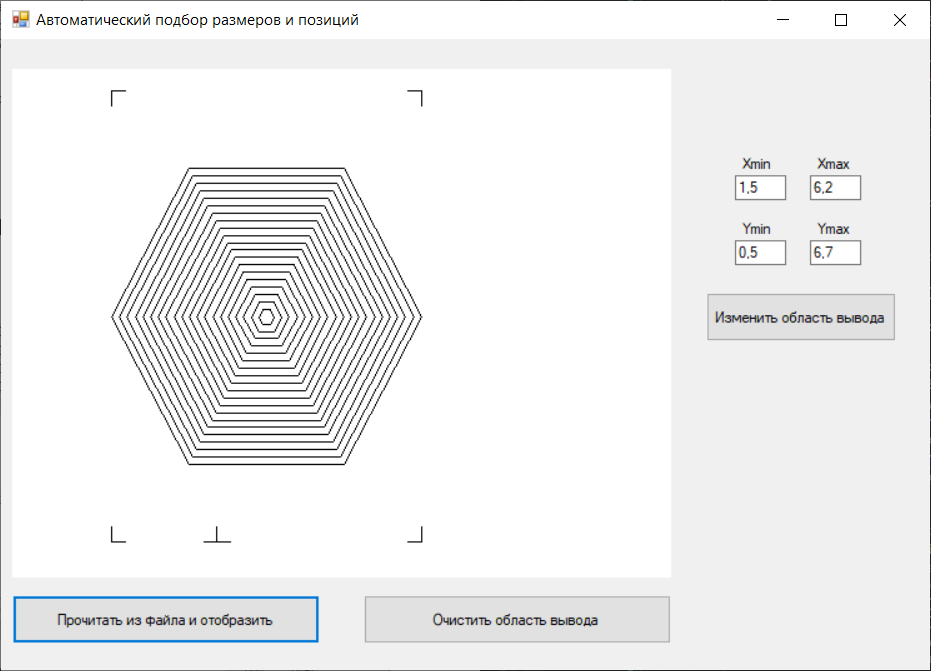 Автоматический подбор размеров и позиций
Xmin Xmax
1,5 6,2
Ymin Ymax
0,5 6,7
Изменить область вывода
Прочитать из файла и отобразить Очистить область вывода